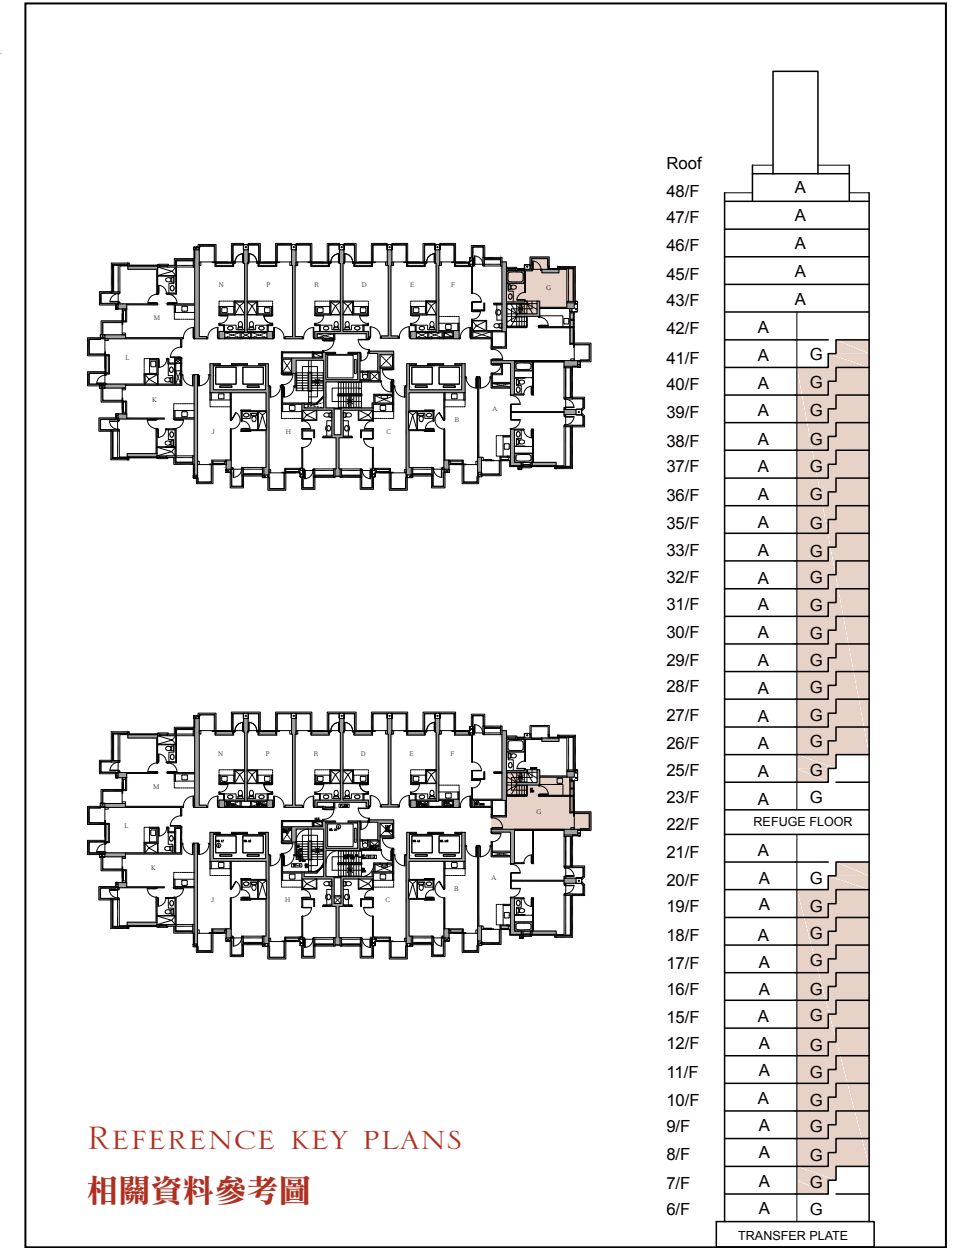 Roof
48/F A
47/F A
46/F A
45/F A
43/F A
42/F A
41/F A G
40/F A G
39/F A G
38/F A G
37/F A G
36/F A G
35/F A G
33/F A G
32/F A G
31/F A G
30/F A G
29/F A G
28/F A G
27/F A G
26/F A G
25/F A G
23/F A G
22/F REFUGE FLOOR
21/F A
20/F A G
19/F A G
18/F A G
17/F A G
16/F A G
15/F A G
12/F A G
11/F A G
10/F A G
9/F A G
8/F A G
7/F A G
6/F A G
TRANSFER PLATE
N P R D E F G
M
L
K
J H C B A
N P R D E F
M
L G
K
J H C B A
REFERENCE KEY PLANS
相關資料參考圖